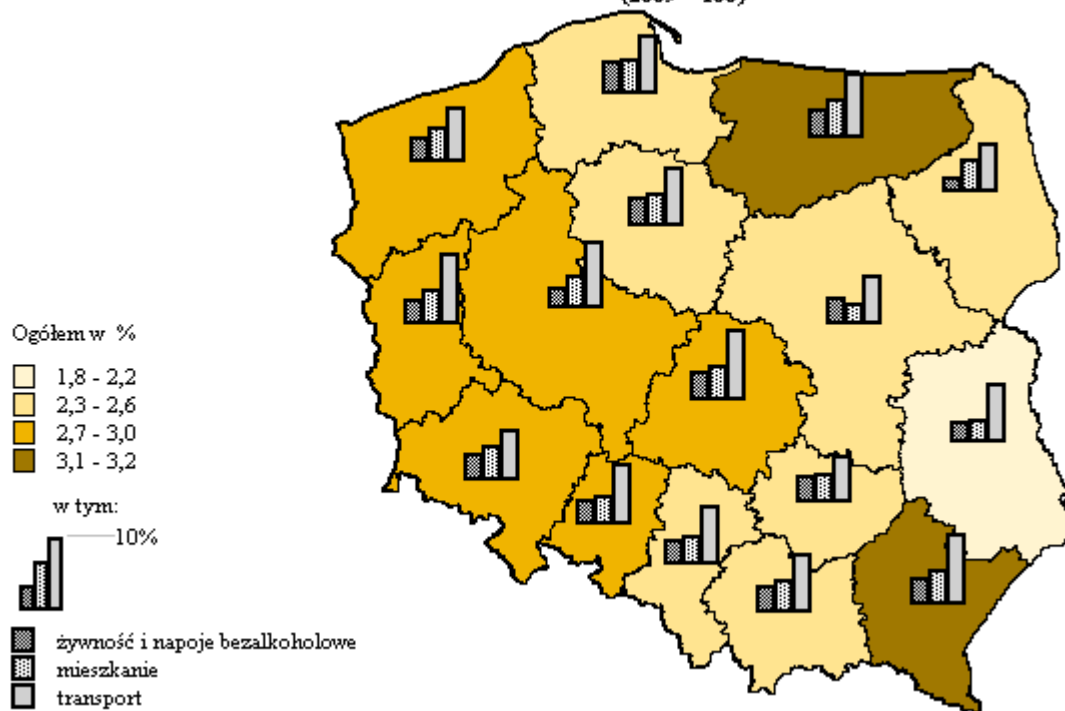 Ogółem w %
1,8 - 2,2
2,3 - 2,6
2,7 - 3,0
3,1 - 3,2
w tym:
10%
żywność i napoje bezalkoholowe
mieszkanie
transport